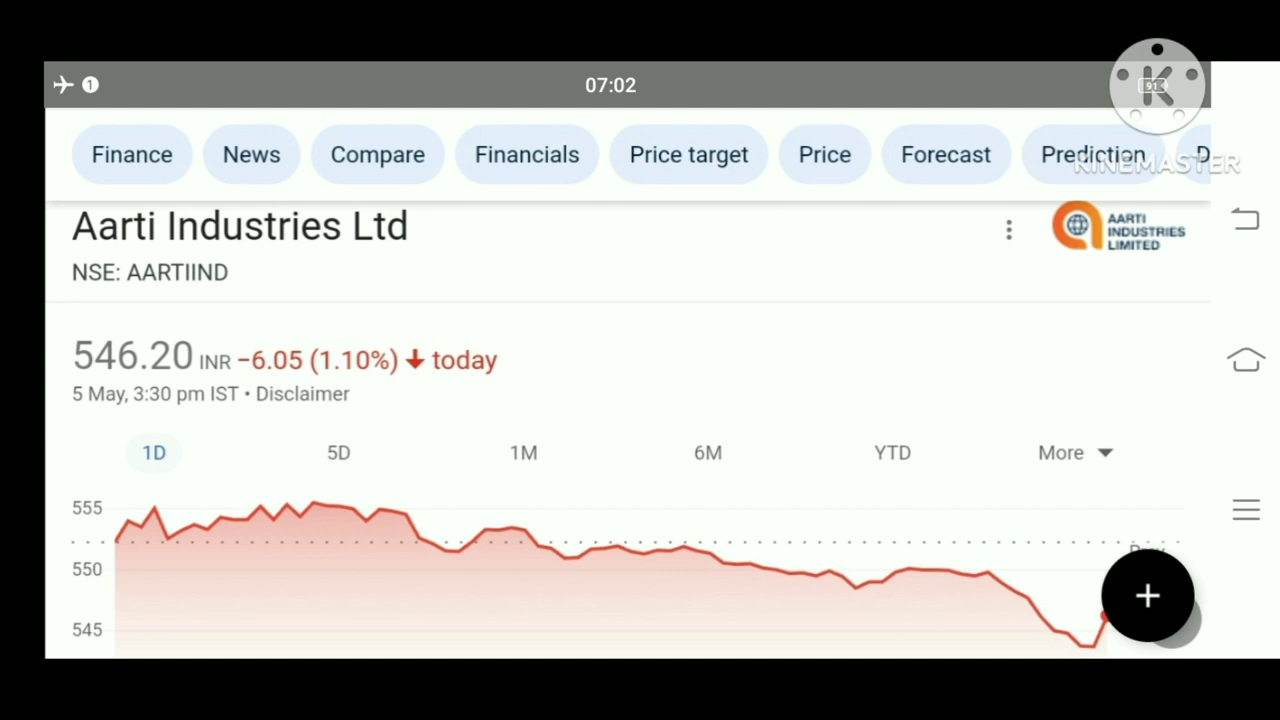 1 07:02 91
Finance News Compare Financials Price target Price Forecast Prediction D
KINEMASTER
Aarti Industries Ltd
AARTI
INDUSTRIES
LIMITED
NSE: AARTIIND
546.20 INR −6.05 (1.10%) today
5 May, 3:30 pm IST • Disclaimer
1D 5D 1M 6M YTD More
555
550
545